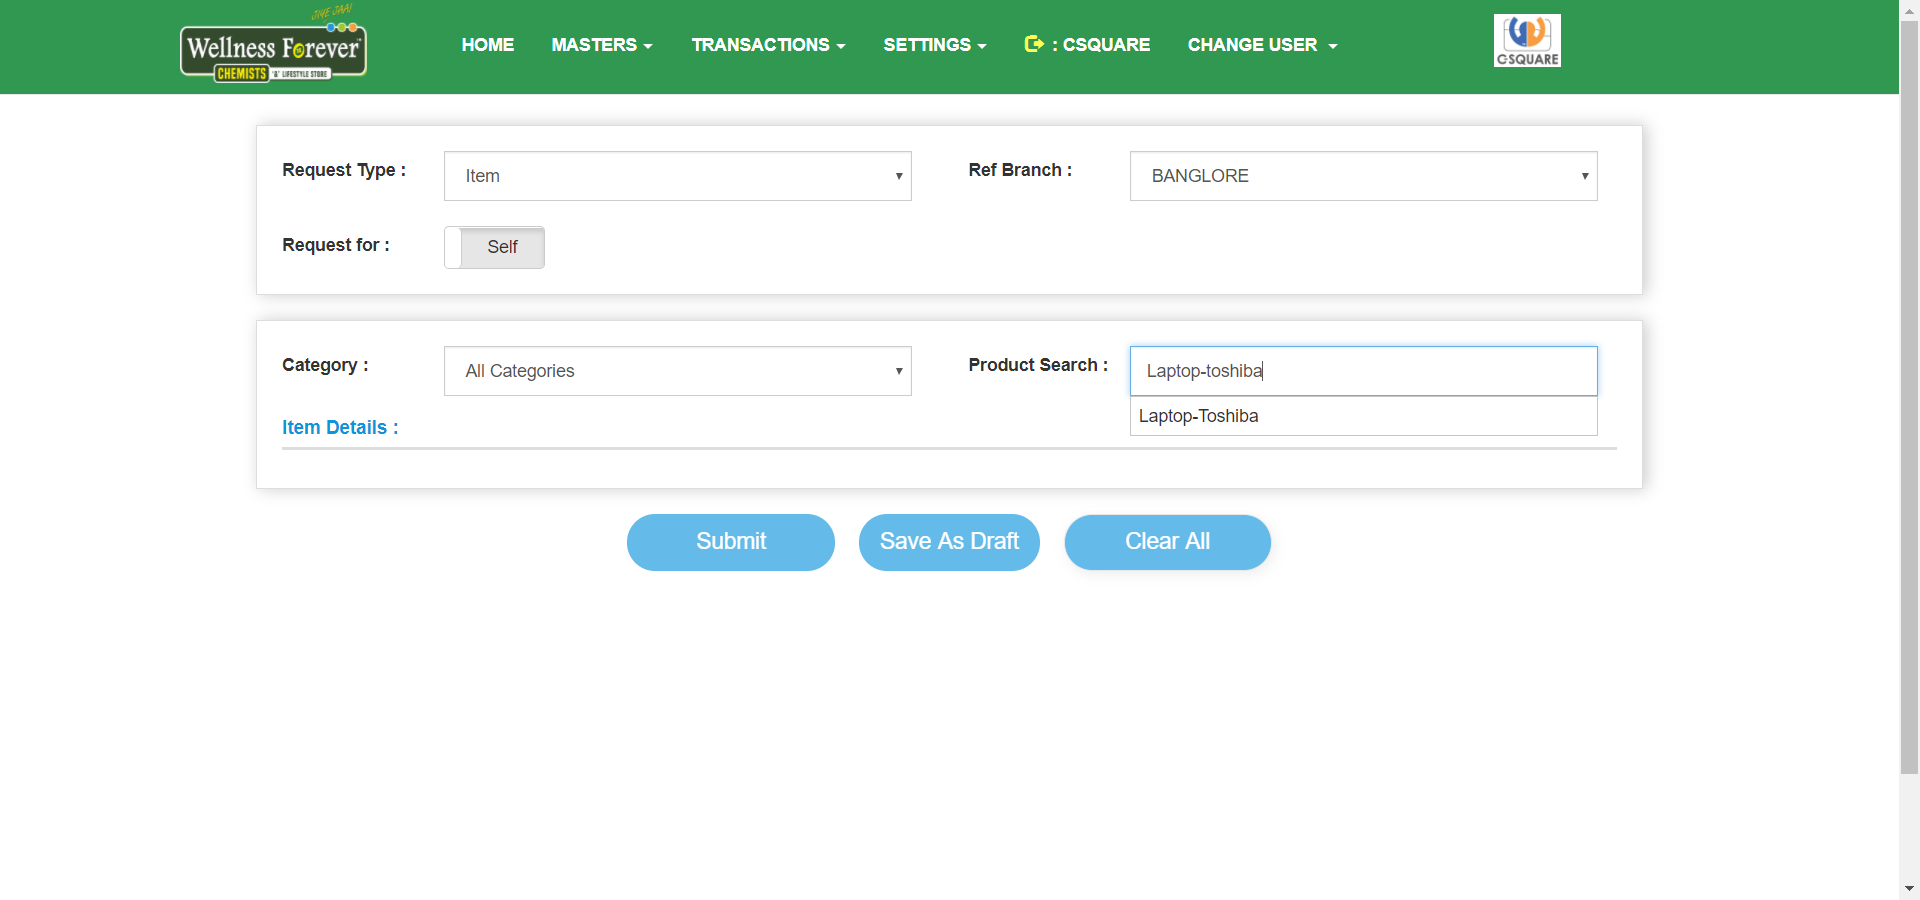 JIYE JAA!
Wellness Forever
CHEMISTS '&' LIFESTYLE STORE
HOME MASTERS TRANSACTIONS SETTINGS : CSQUARE CHANGE USER
CSQUARE
Request Type : Item Ref Branch : BANGLORE
Request for : Self
Category : All Categories Product Search : Laptop-toshiba
Laptop-Toshiba
Item Details :
Submit Save As Draft Clear All